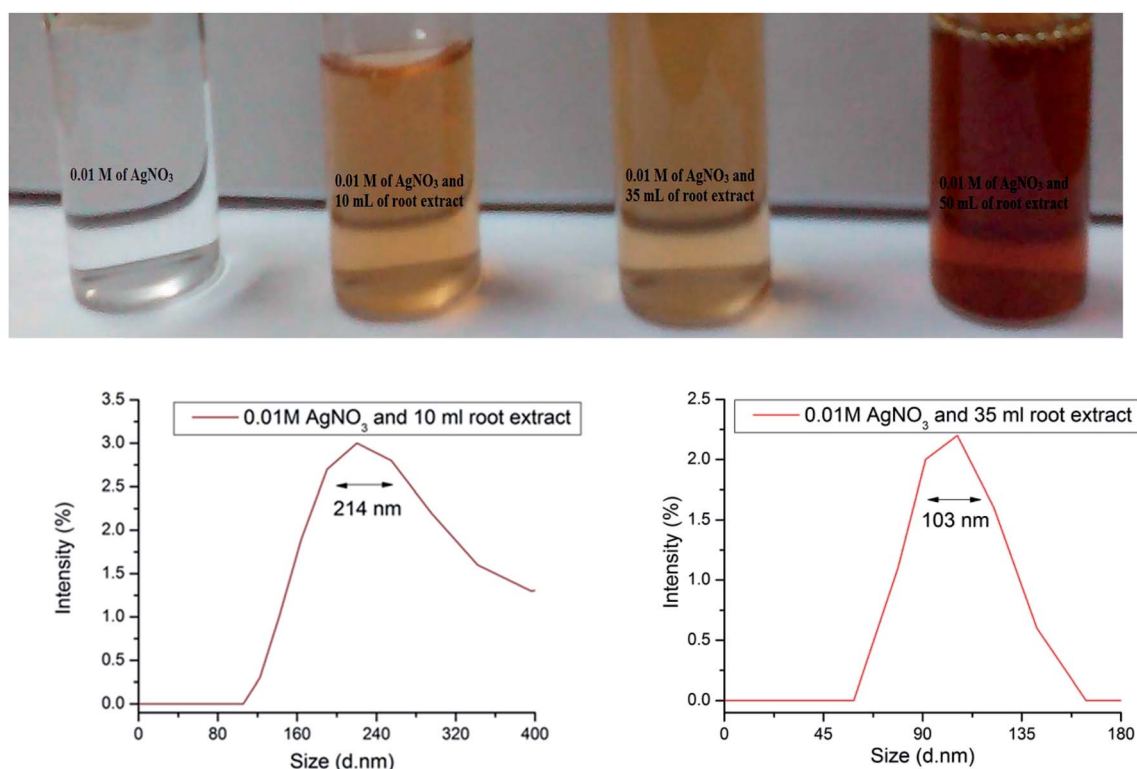 0.01 M of AgNO₃
0.01 M of AgNO₃ and
10 mL of root extract
0.01 M of AgNO₃ and
35 mL of root extract
0.01 M of AgNO₃ and
50 mL of root extract
3.5
3.0
2.5
2.0
1.5
1.0
0.5
0.0
Intensity (%)
0.01M AgNO₃ and 10 ml root extract
214 nm
0 80 160 240 320 400
Size (d.nm)
2.5
2.0
1.5
1.0
0.5
0.0
Intensity (%)
0.01M AgNO₃ and 35 ml root extract
103 nm
0 45 90 135 180
Size (d.nm)